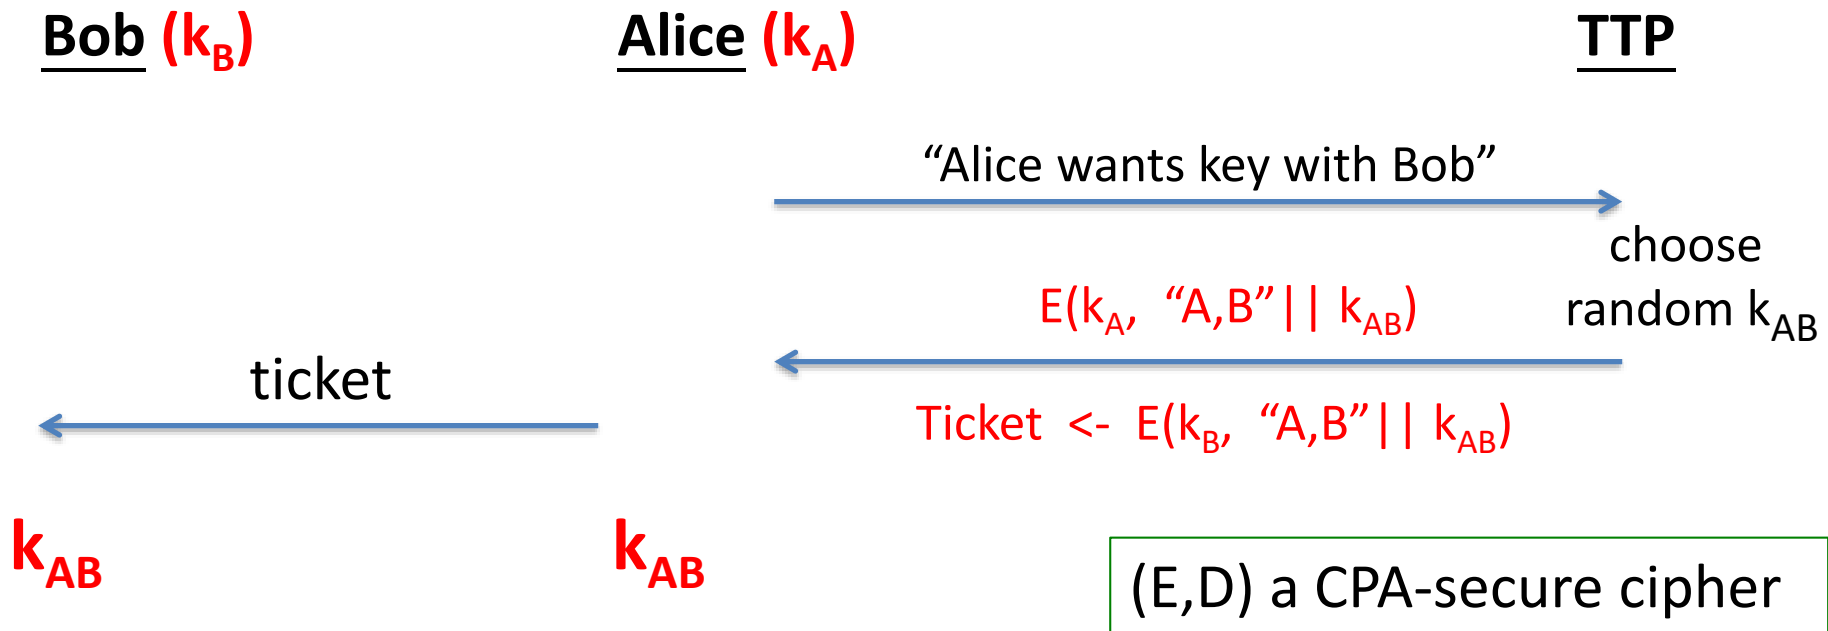 Bob (kB) Alice (kA) TTP
“Alice wants key with Bob”
choose
random kAB
E(kA, “A,B”|| kAB)
ticket
Ticket <- E(kB, “A,B”|| kAB)
kAB kAB
(E,D) a CPA-secure cipher